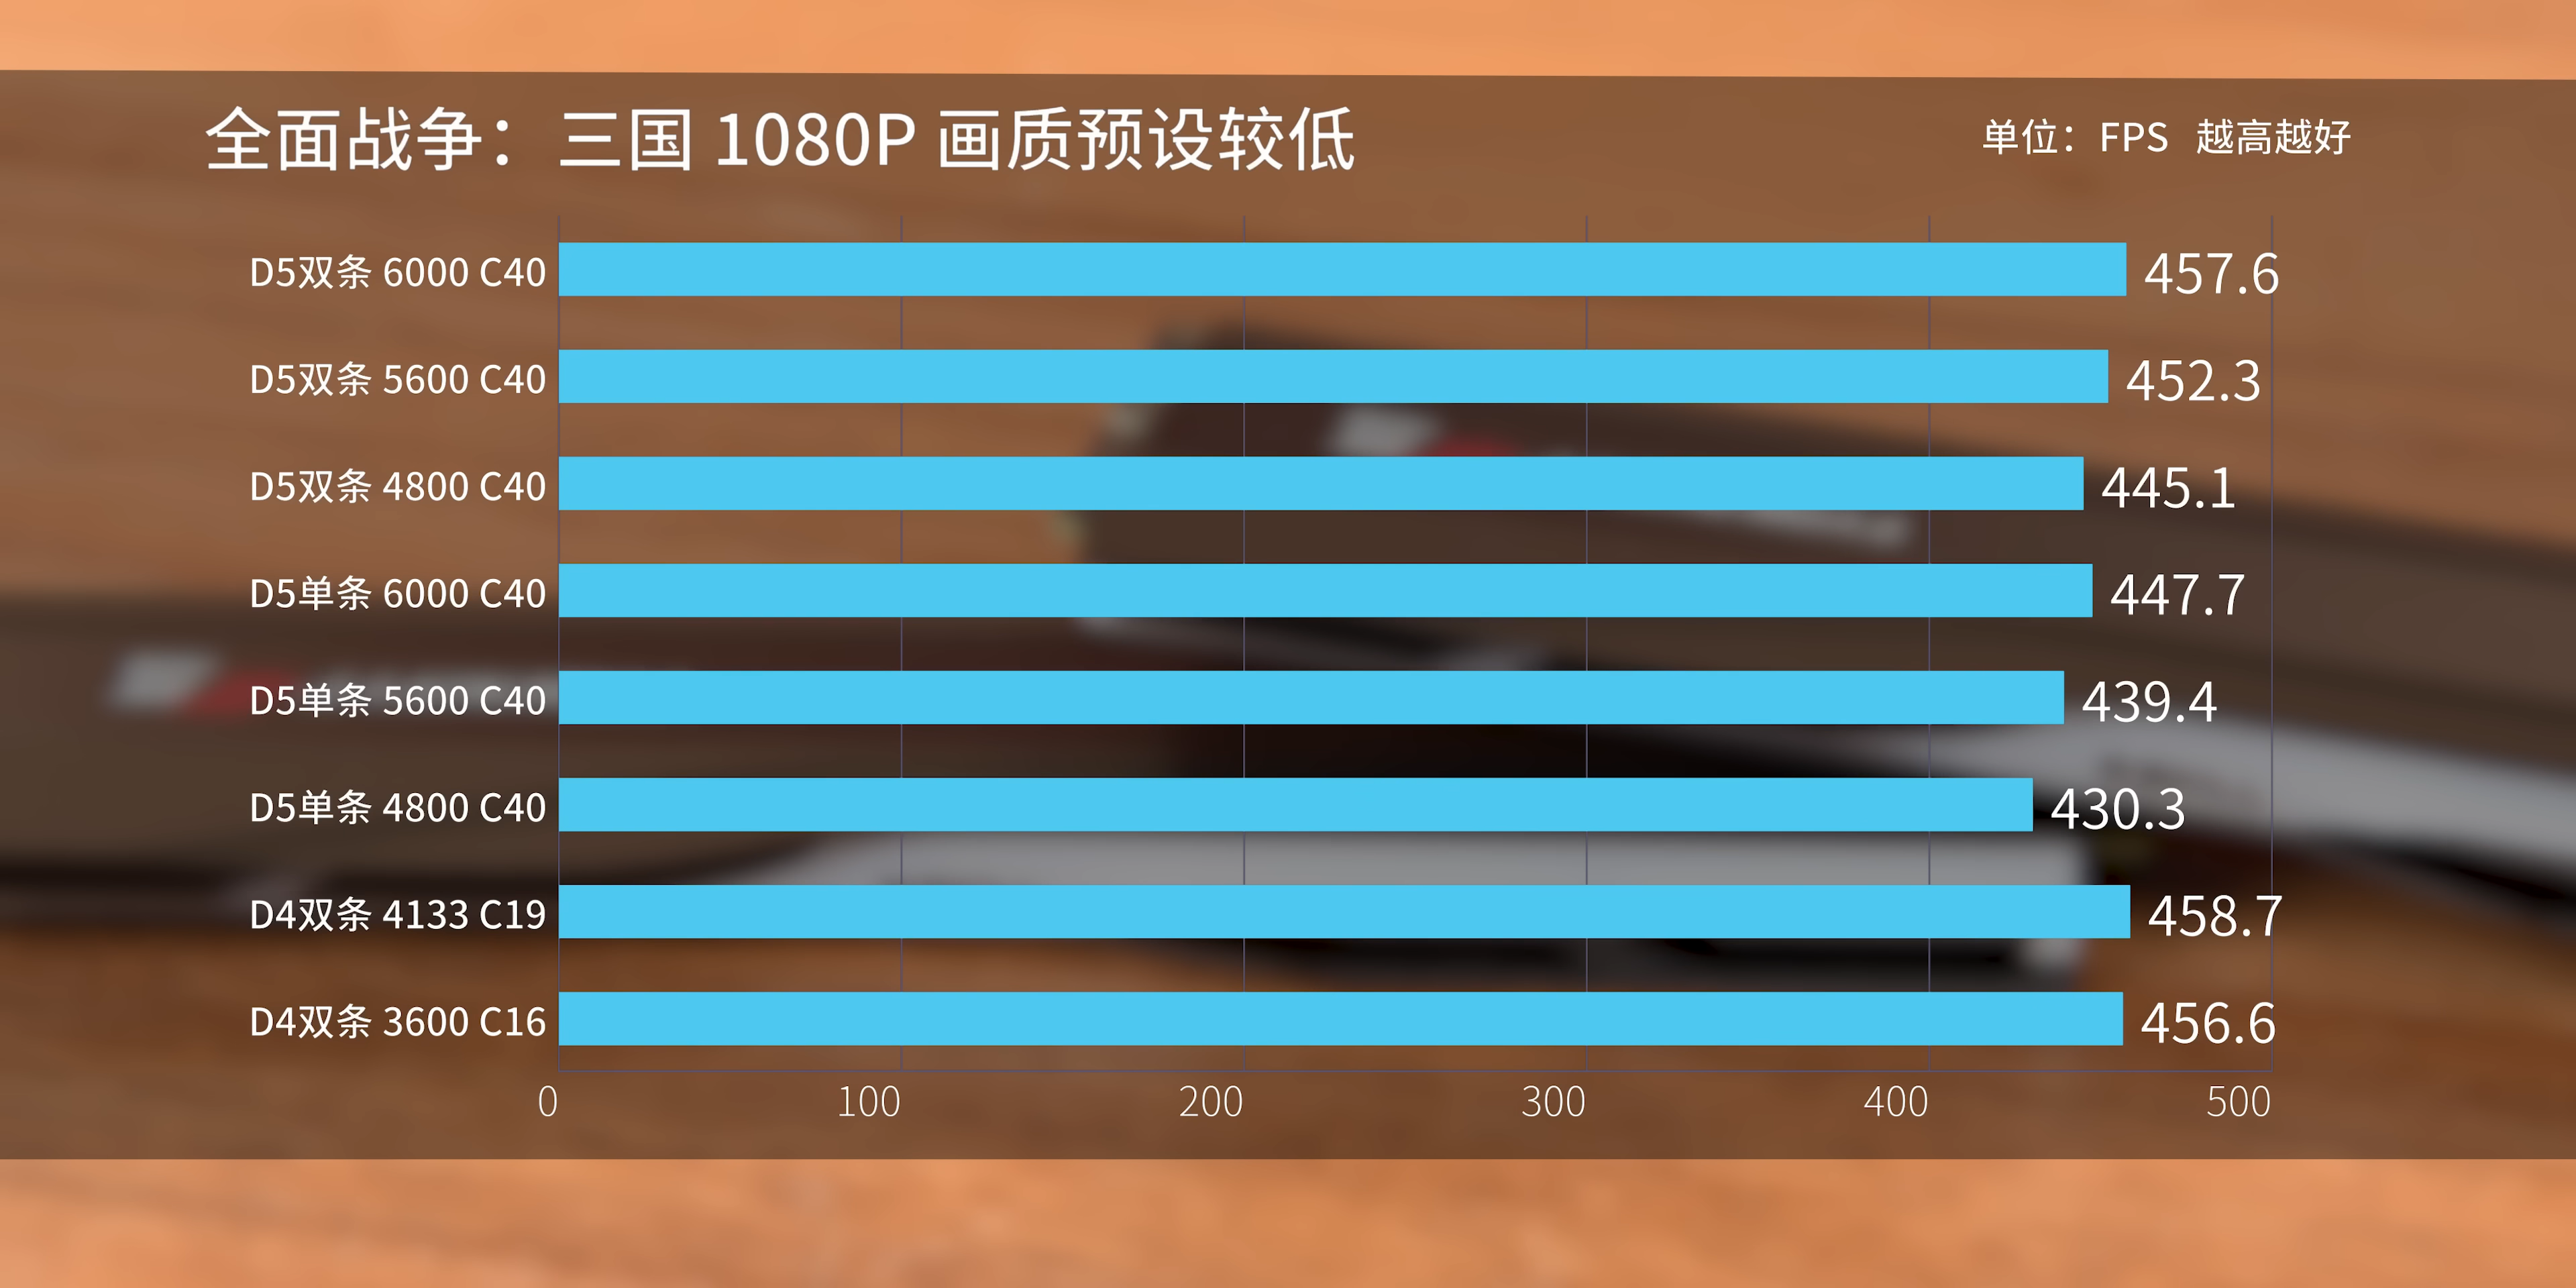 全面战争：三国 1080P 画质预设较低
单位：FPS 越高越好
D5双条 6000 C40 457.6
D5双条 5600 C40 452.3
D5双条 4800 C40 445.1
D5单条 6000 C40 447.7
D5单条 5600 C40 439.4
D5单条 4800 C40 430.3
D4双条 4133 C19 458.7
D4双条 3600 C16 456.6
0 100 200 300 400 500